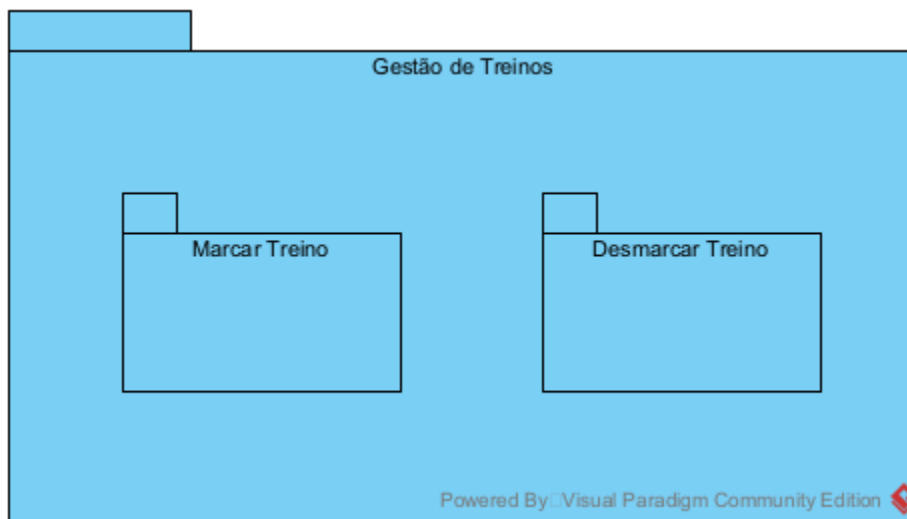 Gestão de Treinos
Marcar Treino
Desmarcar Treino
Powered By Visual Paradigm Community Edition